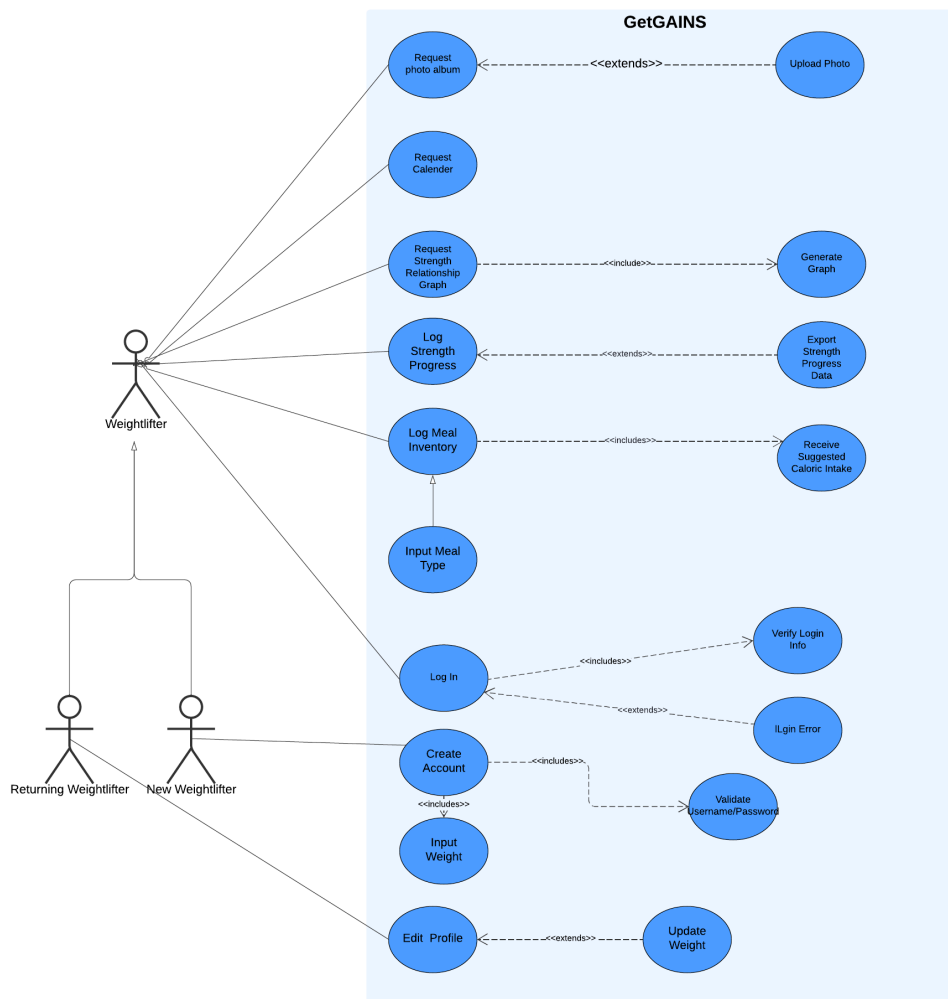 GetGAINS
Request
photo album
<<extends>>
Upload Photo
Request
Calender
Request
Strength
Relationship
Graph
<<include>>
Generate
Graph
Log
Strength
Progress
<<extends>>
Export
Strength
Progress
Data
Weightlifter
Log Meal
Inventory
<<includes>>
Receive
Suggested
Caloric Intake
Input Meal
Type
Log In
<<includes>>
Verify Login
Info
<<extends>>
ILgin Error
Returning Weightlifter
New Weightlifter
Create
Account
<<includes>>
Validate
Username/Password
<<includes>>
Input
Weight
Edit Profile
<<extends>>
Update
Weight